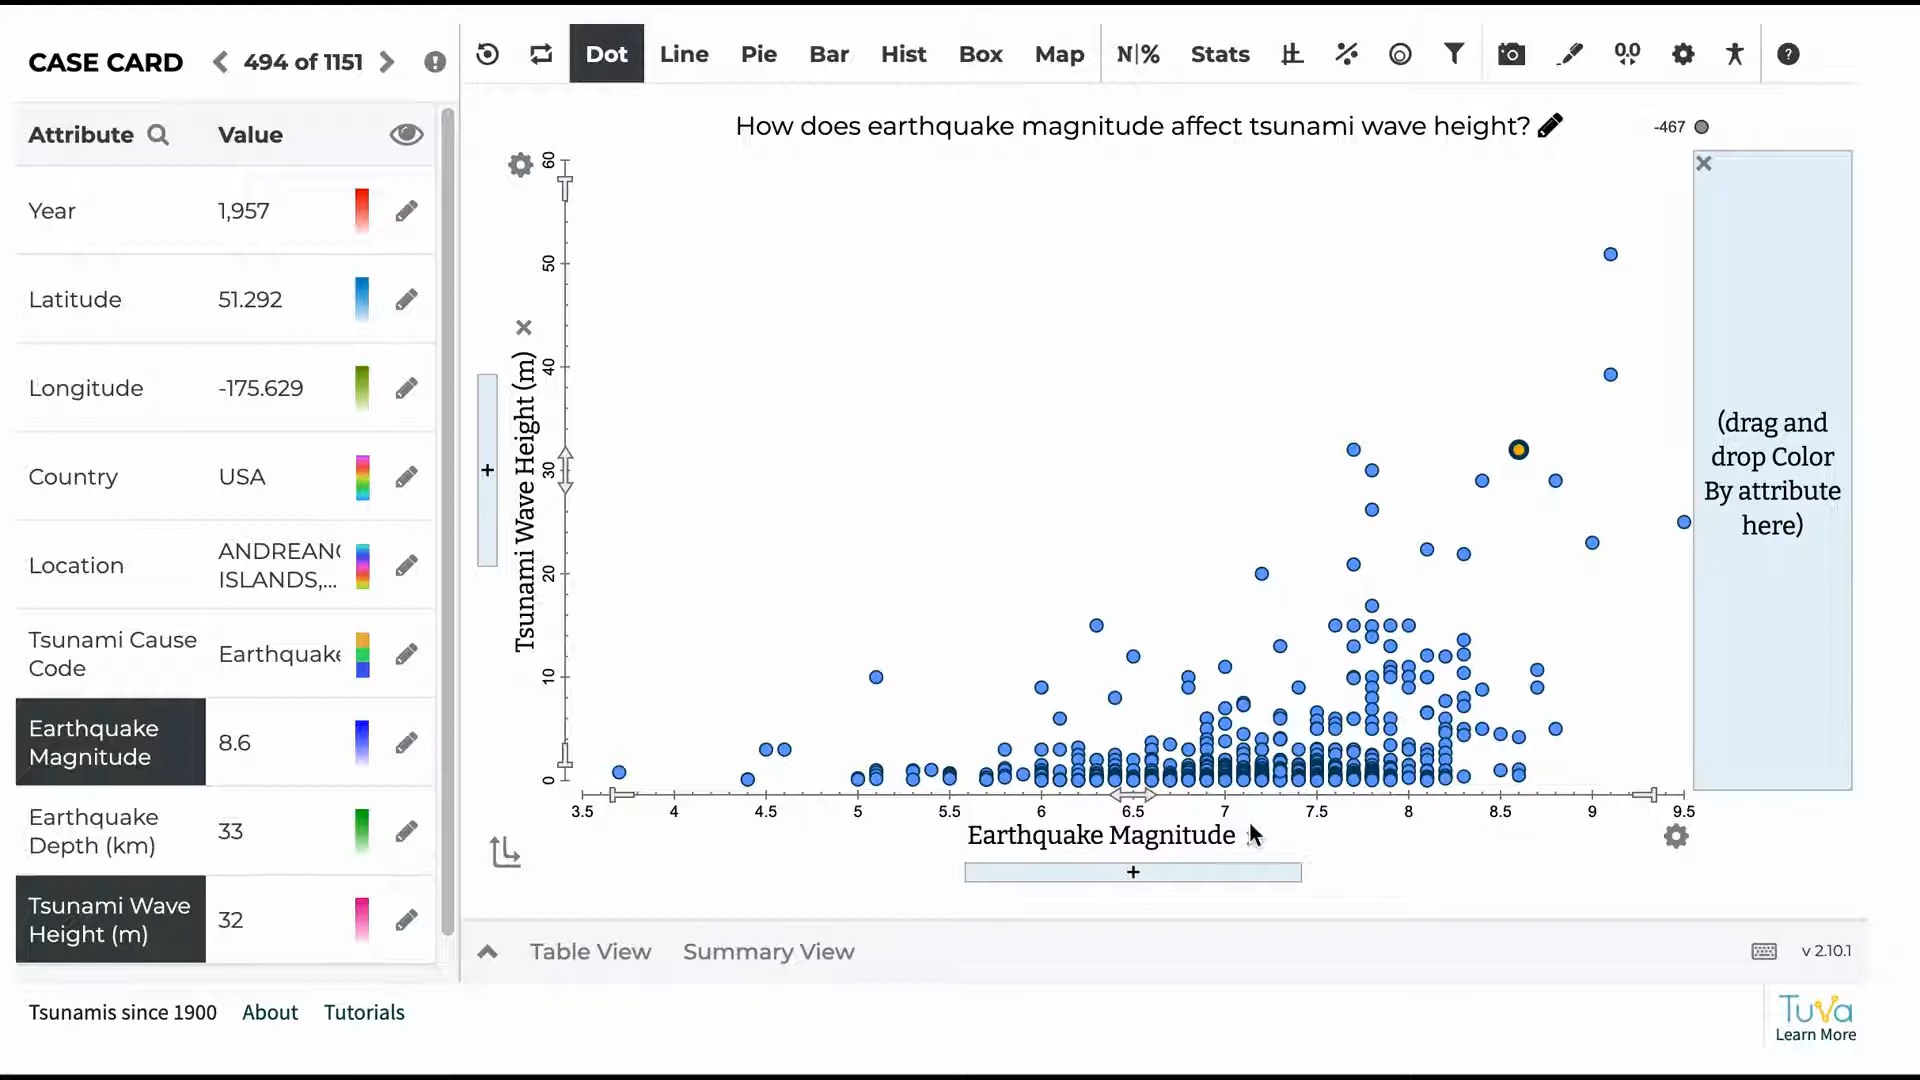 CASE CARD
494 of 1151
Dot
Line
Pie
Bar
Hist
Box
Map
N|%
Stats
0,0
Attribute
Value
Year
1,957
Latitude
51.292
Longitude
-175.629
Country
USA
Location
ANDREAN
ISLANDS,...
Tsunami Cause
Code
Earthquake
Earthquake
Magnitude
8.6
Earthquake
Depth (km)
33
Tsunami Wave
Height (m)
32
How does earthquake magnitude affect tsunami wave height?
-467
60
50
40
30
20
10
0
Tsunami Wave Height (m)
+
(drag and
drop Color
By attribute
here)
3.5
4
4.5
5
5.5
6
6.5
7
7.5
8
8.5
9
9.5
Earthquake Magnitude
+
Table View
Summary View
v 2.10.1
Tsunamis since 1900
About
Tutorials
Tuva
Learn More